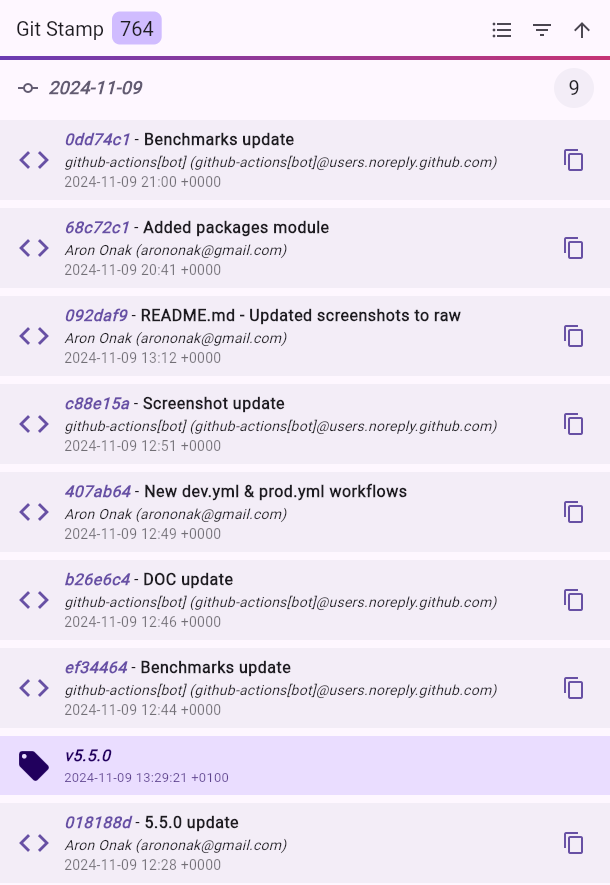 Git Stamp 764
2024-11-09 9
0dd74c1 - Benchmarks update
github-actions[bot] (github-actions[bot]@users.noreply.github.com)
2024-11-09 21:00 +0000
68c72c1 - Added packages module
Aron Onak (arononak@gmail.com)
2024-11-09 20:41 +0000
092daf9 - README.md - Updated screenshots to raw
Aron Onak (arononak@gmail.com)
2024-11-09 13:12 +0000
c88e15a - Screenshot update
github-actions[bot] (github-actions[bot]@users.noreply.github.com)
2024-11-09 12:51 +0000
407ab64 - New dev.yml & prod.yml workflows
Aron Onak (arononak@gmail.com)
2024-11-09 12:49 +0000
b26e6c4 - DOC update
github-actions[bot] (github-actions[bot]@users.noreply.github.com)
2024-11-09 12:46 +0000
ef34464 - Benchmarks update
github-actions[bot] (github-actions[bot]@users.noreply.github.com)
2024-11-09 12:44 +0000
v5.5.0
2024-11-09 13:29:21 +0100
018188d - 5.5.0 update
Aron Onak (arononak@gmail.com)
2024-11-09 12:28 +0000